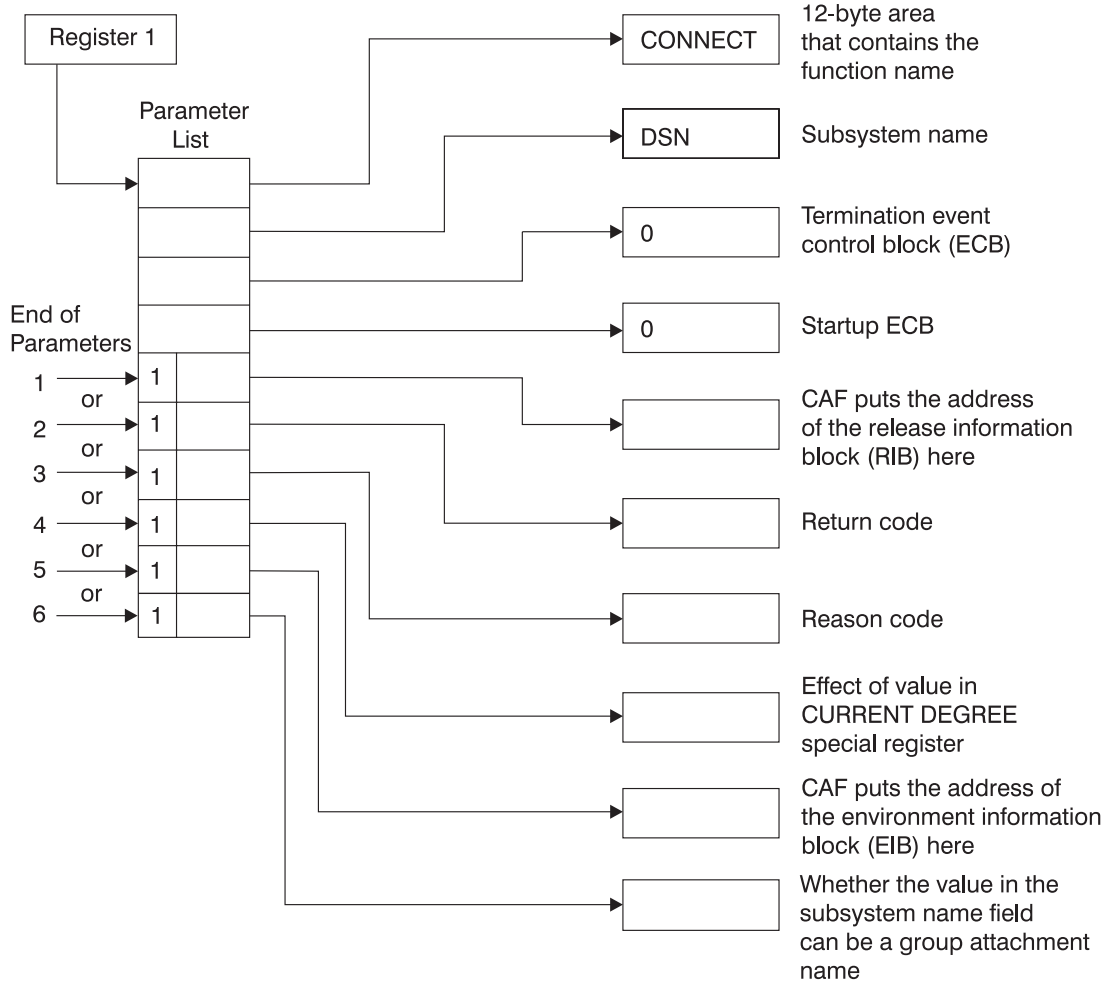 Register 1
Parameter
List
End of
Parameters
1
or
2
or
3
or
4
or
5
or
6
1
1
1
1
1
1
CONNECT
12-byte area
that contains the
function name
DSN
Subsystem name
0
Termination event
control block (ECB)
0
Startup ECB
CAF puts the address
of the release information
block (RIB) here
Return code
Reason code
Effect of value in
CURRENT DEGREE
special register
CAF puts the address of
the environment information
block (EIB) here
Whether the value in the
subsystem name field
can be a group attachment
name